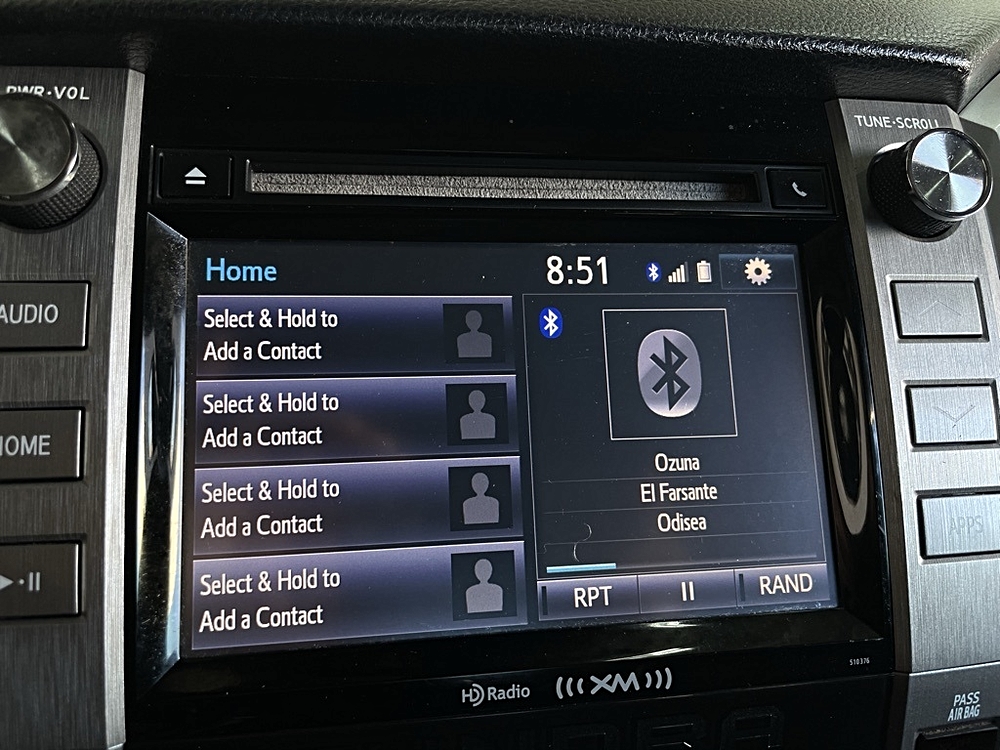 PWR·VOL
TUNE·SCROLL
AUDIO
HOME
Home
8:51
Select & Hold to
Add a Contact
Select & Hold to
Add a Contact
Select & Hold to
Add a Contact
Select & Hold to
Add a Contact
Ozuna
El Farsante
Odisea
RPT
RAND
APPS
HD Radio
XM
510376
PASS
AIR BAG